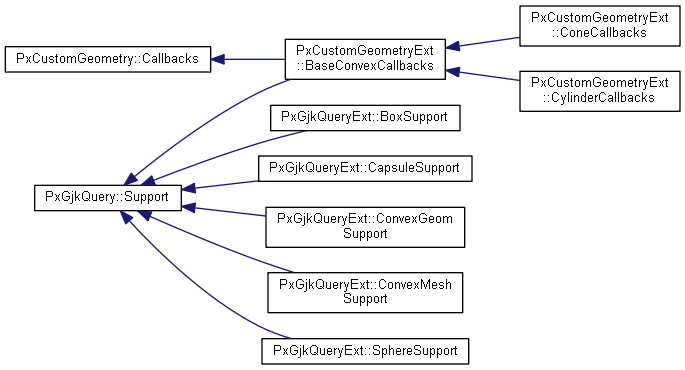 PxCustomGeometryExt
::ConeCallbacks
PxCustomGeometry::Callbacks
PxCustomGeometryExt
::BaseConvexCallbacks
PxCustomGeometryExt
::CylinderCallbacks
PxGjkQueryExt::BoxSupport
PxGjkQueryExt::CapsuleSupport
PxGjkQuery::Support
PxGjkQueryExt::ConvexGeom
Support
PxGjkQueryExt::ConvexMesh
Support
PxGjkQueryExt::SphereSupport